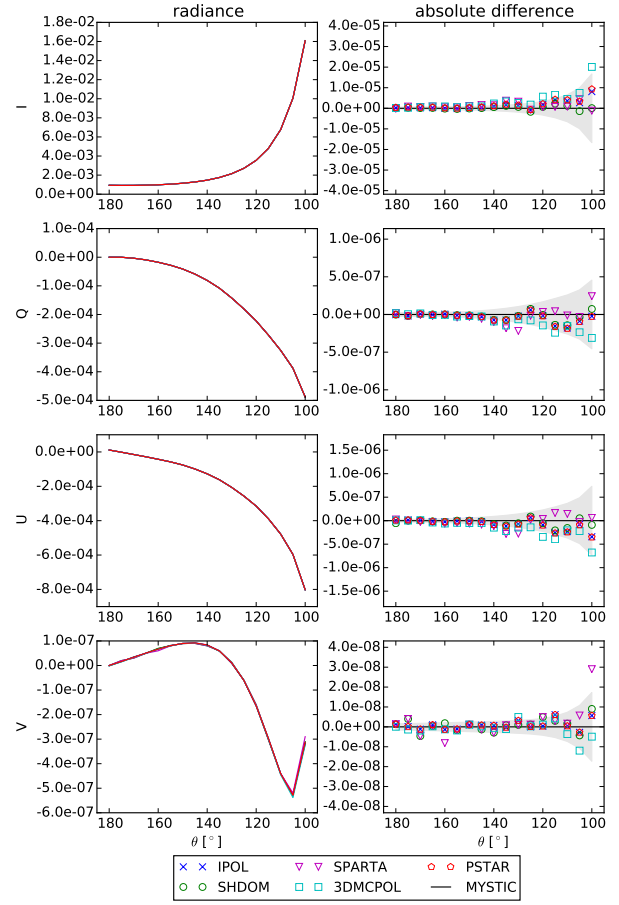 radiance
absolute difference
1.8e-02
1.6e-02
1.4e-02
1.2e-02
1.0e-02
8.0e-03
6.0e-03
4.0e-03
2.0e-03
0.0e+00
I
180 160 140 120 100
4.0e-05
3.0e-05
2.0e-05
1.0e-05
0.0e+00
-1.0e-05
-2.0e-05
-3.0e-05
-4.0e-05
180 160 140 120 100
1.0e-04
0.0e+00
-1.0e-04
-2.0e-04
-3.0e-04
-4.0e-04
-5.0e-04
Q
180 160 140 120 100
1.0e-06
5.0e-07
0.0e+00
-5.0e-07
-1.0e-06
180 160 140 120 100
0.0e+00
-2.0e-04
-4.0e-04
-6.0e-04
-8.0e-04
U
180 160 140 120 100
1.5e-06
1.0e-06
5.0e-07
0.0e+00
-5.0e-07
-1.0e-06
-1.5e-06
180 160 140 120 100
1.0e-07
0.0e+00
-1.0e-07
-2.0e-07
-3.0e-07
-4.0e-07
-5.0e-07
-6.0e-07
V
180 160 140 120 100
θ [°]
4.0e-08
3.0e-08
2.0e-08
1.0e-08
0.0e+00
-1.0e-08
-2.0e-08
-3.0e-08
-4.0e-08
180 160 140 120 100
θ [°]
IPOL SPARTA PSTAR
SHDOM 3DMCPOL MYSTIC